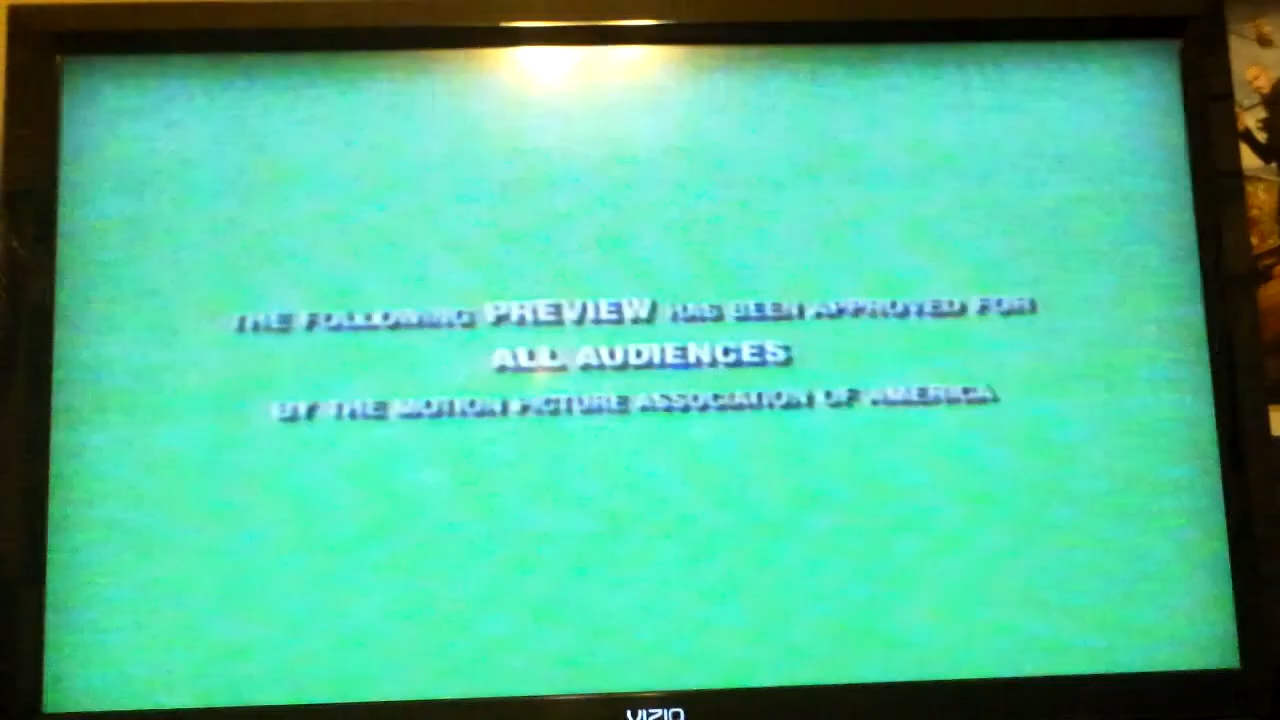 THE FOLLOWING PREVIEW HAS BEEN APPROVED FOR
ALL AUDIENCES
BY THE MOTION PICTURE ASSOCIATION OF AMERICA
VIZIO